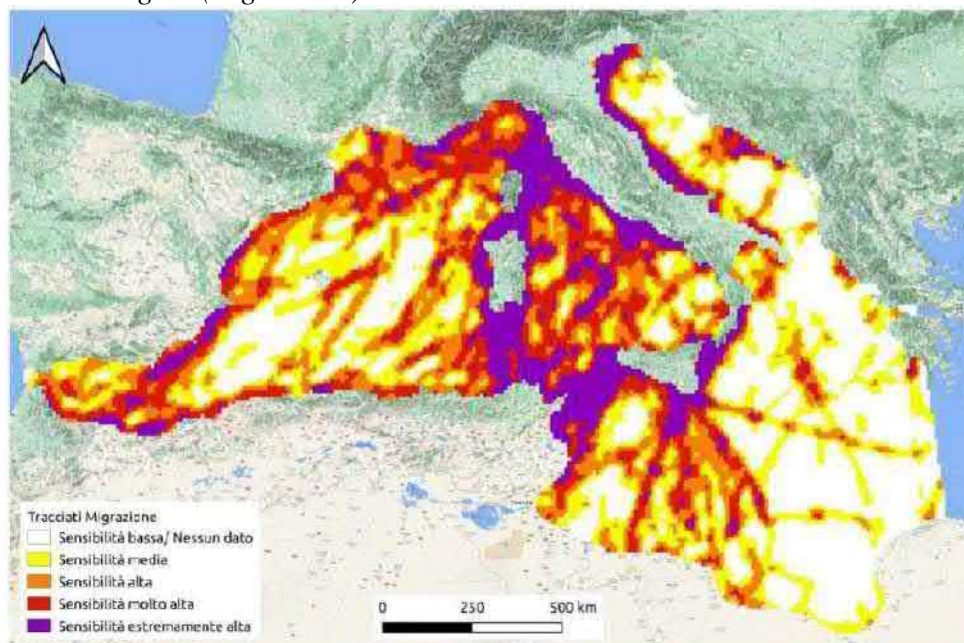 Tracciati Migrazione
Sensibilità bassa/ Nessun dato
Sensibilità media
Sensibilità alta
Sensibilità molto alta
Sensibilità estremamente alta
0 250 500 km